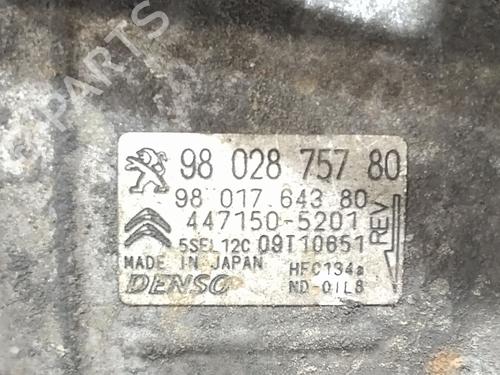 98 028 757 80
98 017 643 80
447150-5201
REV
5SEL12C 09T10651
MADE IN JAPAN HFC134a
DENSO ND-OIL8
PARTS